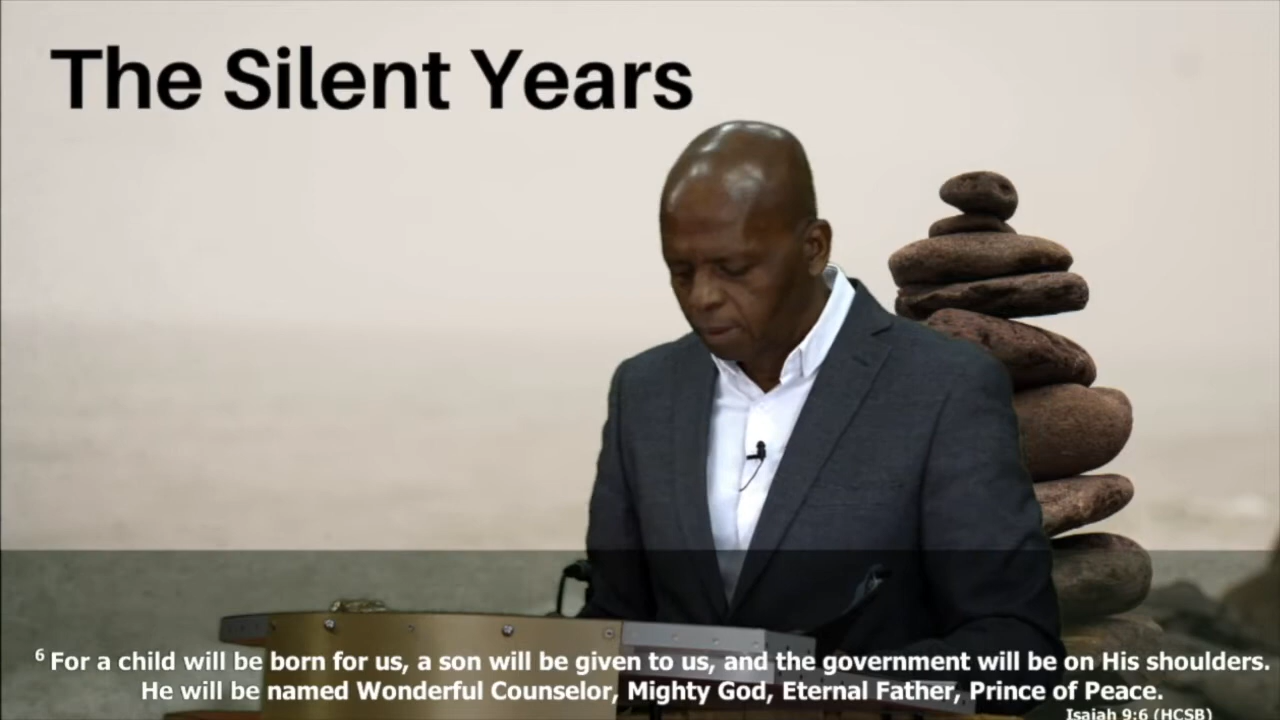 The Silent Years
6 For a child will be born for us, a son will be given to us, and the government will be on His shoulders.
He will be named Wonderful Counselor, Mighty God, Eternal Father, Prince of Peace.
Isaiah 9:6 (HCSB)